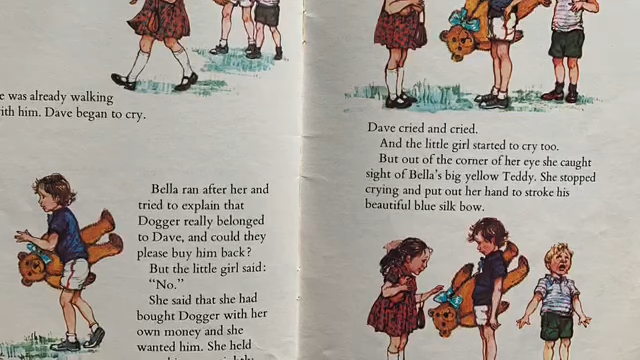 e was already walking
ith him. Dave began to cry.
Bella ran after her and
tried to explain that
Dogger really belonged
to Dave, and could they
please buy him back?
But the little girl said:
"No."
She said that she had
bought Dogger with her
own money and she
wanted him. She held
Dave cried and cried.
And the little girl started to cry too.
But out of the corner of her eye she caught
sight of Bella's big yellow Teddy. She stopped
crying and put out her hand to stroke his
beautiful blue silk bow.